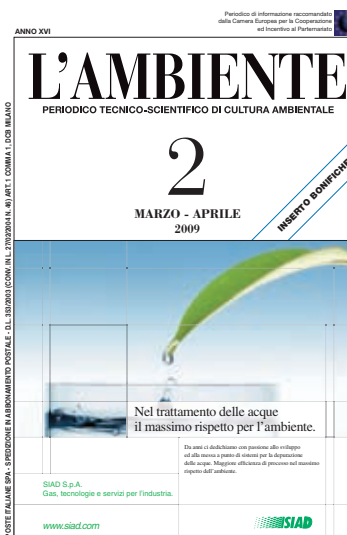 Periodico di informazione raccomandato
dalla Camera Europea per la Cooperazione
ed Incentivo al Partenariato
ANNO XVI
L'AMBIENTE
PERIODICO TECNICO-SCIENTIFICO DI CULTURA AMBIENTALE
2
MARZO - APRILE
2009
INSERTO BONIFICHE
OSTE ITALIANE SPA - SPEDIZIONE IN ABBONAMENTO POSTALE - D.L. 353/2003 (CONV. IN L. 27/02/2004 N. 46) ART. 1 COMMA 1, DCB MILANO
Nel trattamento delle acque
il massimo rispetto per l'ambiente.
Da anni ci dedichiamo con passione allo sviluppo
ed alla messa a punto di sistemi per la depurazione
delle acque. Maggiore efficienza di processo nel massimo
rispetto dell'ambiente.
SIAD S.p.A.
Gas, tecnologie e servizi per l'industria.
www.siad.com
SIAD